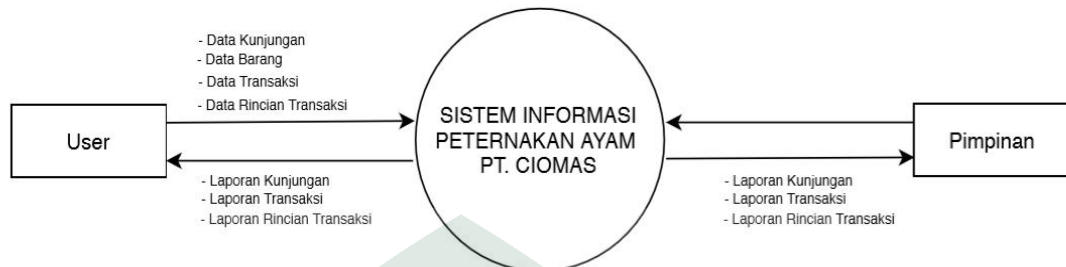 - Data Kunjungan
- Data Barang
- Data Transaksi
- Data Rincian Transaksi
User
SISTEM INFORMASI
PETERNAKAN AYAM
PT. CIOMAS
Pimpinan
- Laporan Kunjungan
- Laporan Transaksi
- Laporan Rincian Transaksi
- Laporan Kunjungan
- Laporan Transaksi
- Laporan Rincian Transaksi